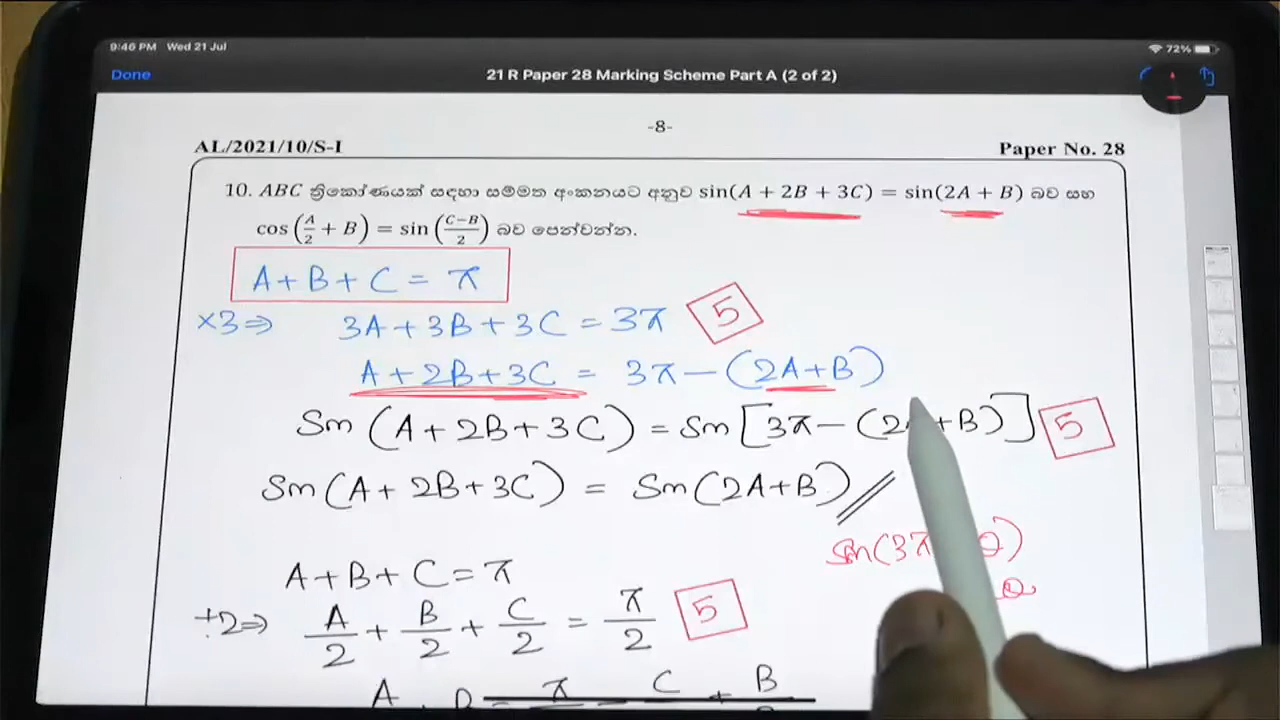 9:46 PM Wed 21 Jul
72%
Done
21 R Paper 28 Marking Scheme Part A (2 of 2)
-8-
AL/2021/10/S-I
Paper No. 28
10. ABC ත්‍රිකෝණයක් සඳහා සම්මත අංකනයට අනුව sin(A + 2B + 3C) = sin(2A + B) බව සහ
cos (A/2 + B) = sin ((C−B)/2) බව පෙන්වන්න.
A + B + C = π
×3 ⇒ 3A + 3B + 3C = 3π 5
A + 2B + 3C = 3π − (2A + B)
Sin (A + 2B + 3C) = Sin [3π − (2A + B)] 5
Sin (A + 2B + 3C) = Sin (2A + B) //
Sin(3π
θ)
θ
A + B + C = π
÷2 ⇒ A/2 + B/2 + C/2 = π/2 5